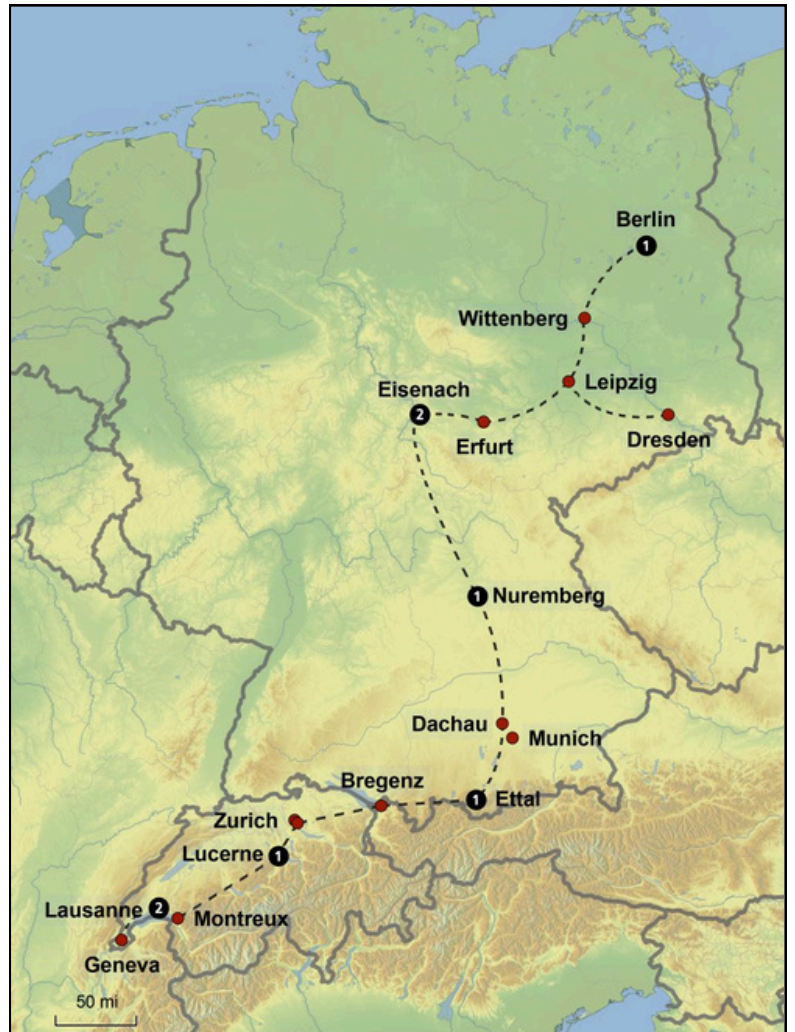 Berlin
1
Wittenberg
Leipzig
Eisenach
2
Erfurt
Dresden
1 Nuremberg
Dachau
Munich
Bregenz
1 Ettal
Zurich
Lucerne 1
Lausanne 2
Montreux
Geneva
50 mi